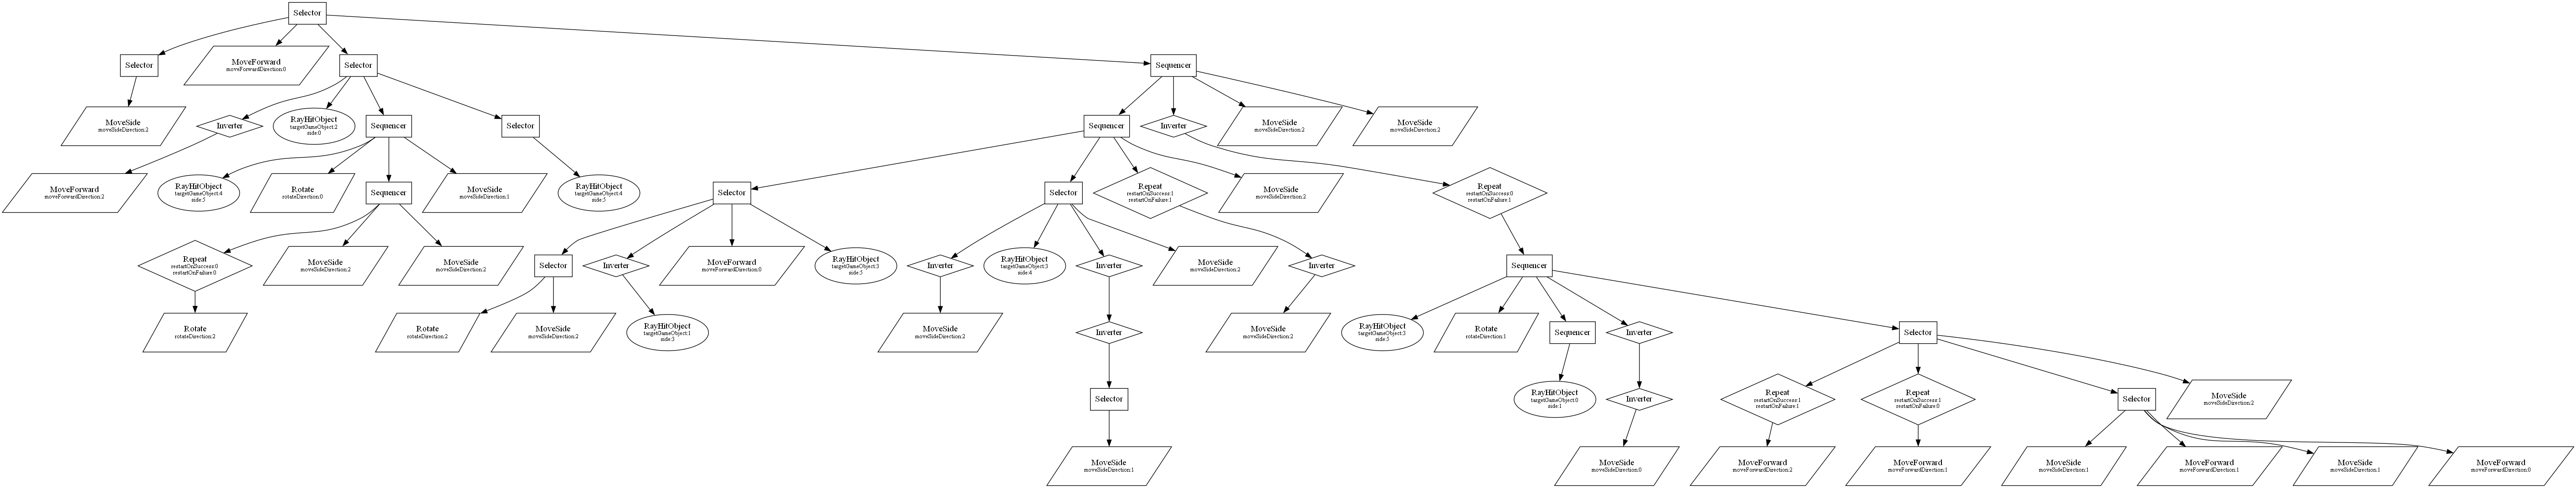 Selector
Selector
MoveForward
moveForwardDirection:0
Selector
Sequencer
MoveSide
moveSideDirection:2
Inverter
RayHitObject
targetGameObject:2
side:0
Sequencer
Selector
Sequencer
Inverter
MoveSide
moveSideDirection:2
MoveSide
moveSideDirection:2
MoveForward
moveForwardDirection:2
RayHitObject
targetGameObject:4
side:5
Rotate
rotateDirection:0
Sequencer
MoveSide
moveSideDirection:1
RayHitObject
targetGameObject:4
side:5
Selector
Selector
Repeat
restartOnSuccess:1
restartOnFailure:1
MoveSide
moveSideDirection:2
Repeat
restartOnSuccess:0
restartOnFailure:1
Repeat
restartOnSuccess:0
restartOnFailure:0
MoveSide
moveSideDirection:2
MoveSide
moveSideDirection:2
Selector
Inverter
MoveForward
moveForwardDirection:0
RayHitObject
targetGameObject:3
side:5
Inverter
RayHitObject
targetGameObject:3
side:4
Inverter
MoveSide
moveSideDirection:2
Inverter
Sequencer
Rotate
rotateDirection:2
Rotate
rotateDirection:2
MoveSide
moveSideDirection:2
RayHitObject
targetGameObject:1
side:3
MoveSide
moveSideDirection:2
Inverter
MoveSide
moveSideDirection:2
RayHitObject
targetGameObject:3
side:5
Rotate
rotateDirection:1
Sequencer
Inverter
Selector
Selector
RayHitObject
targetGameObject:0
side:1
Inverter
Repeat
restartOnSuccess:1
restartOnFailure:1
Repeat
restartOnSuccess:1
restartOnFailure:0
Selector
MoveSide
moveSideDirection:2
MoveSide
moveSideDirection:1
MoveSide
moveSideDirection:0
MoveForward
moveForwardDirection:2
MoveForward
moveForwardDirection:1
MoveSide
moveSideDirection:1
MoveForward
moveForwardDirection:1
MoveSide
moveSideDirection:1
MoveForward
moveForwardDirection:0